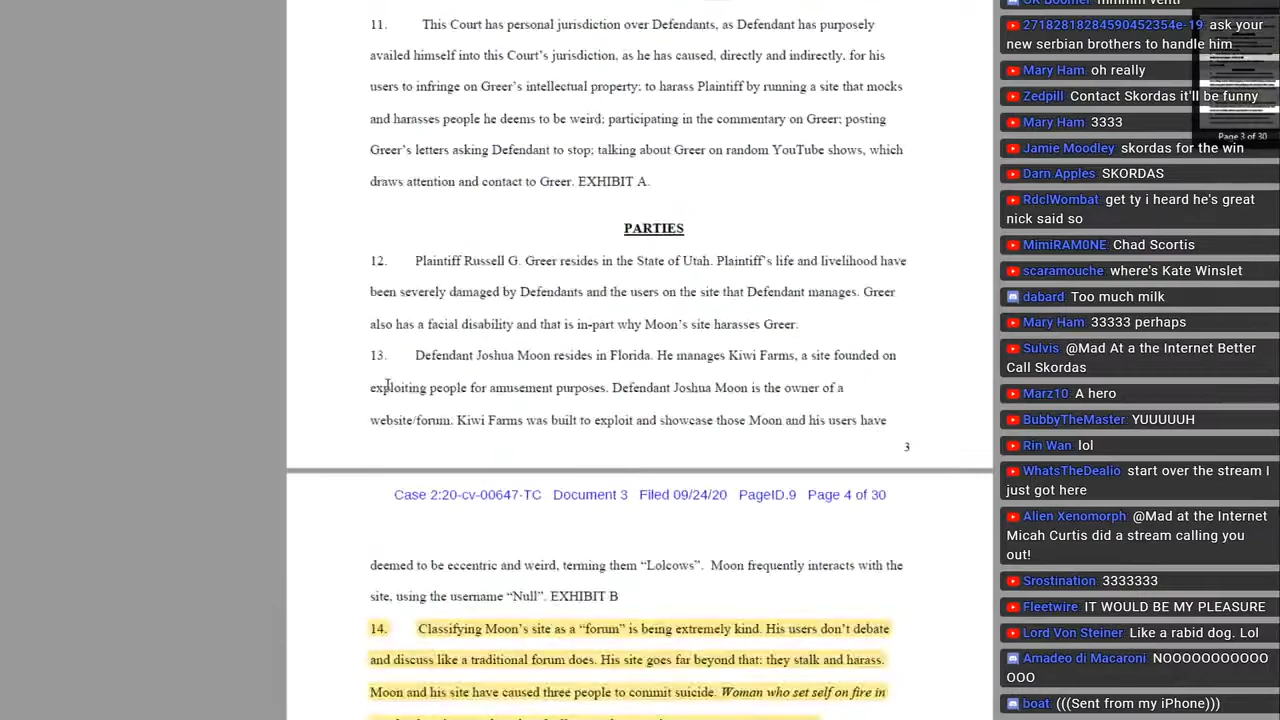 11. This Court has personal jurisdiction over Defendants, as Defendant has purposely
availed himself into this Court's jurisdiction, as he has caused, directly and indirectly. for his
users to infringe on Greer's intellectual property; to harass Plaintiff by running a site that mocks
and harasses people he deems to be weird; participating in the commentary on Greer; posting
Greer's letters asking Defendant to stop; talking about Greer on random YouTube shows, which
draws attention and contact to Greer. EXHIBIT A.
PARTIES
12. Plaintiff Russell G. Greer resides in the State of Utah. Plaintiff's life and livelihood have
been severely damaged by Defendants and the users on the site that Defendant manages. Greer
also has a facial disability and that is in-part why Moon's site harasses Greer.
13. Defendant Joshua Moon resides in Florida. He manages Kiwi Farms, a site founded on
exploiting people for amusement purposes. Defendant Joshua Moon is the owner of a
website/forum. Kiwi Farms was built to exploit and showcase those Moon and his users have
3
Case 2:20-cv-00647-TC Document 3 Filed 09/24/20 PageID.9 Page 4 of 30
deemed to be eccentric and weird, terming them “Lolcows”. Moon frequently interacts with the
site, using the username “Null”. EXHIBIT B
14. Classifying Moon's site as a “forum” is being extremely kind. His users don't debate
and discuss like a traditional forum does. His site goes far beyond that: they stalk and harass.
Moon and his site have caused three people to commit suicide. Woman who set self on fire in
27182818284590452354e-19: ask your
new serbian brothers to handle him
Mary Ham: oh really
Zedpill: Contact Skordas it'll be funny
Mary Ham: 3333
Page 3 of 30
Jamie Moodley: skordas for the win
Darn Apples: SKORDAS
RdclWombat: get ty i heard he's great
nick said so
MimiRAM0NE: Chad Scortis
scaramouche: where's Kate Winslet
dabard: Too much milk
Mary Ham: 33333 perhaps
Sulvis: @Mad At a the Internet Better
Call Skordas
Marz10: A hero
BubbyTheMaster: YUUUUUH
Rin Wan: lol
WhatsTheDealio: start over the stream I
just got here
Alien Xenomorph: @Mad at the Internet
Micah Curtis did a stream calling you
out!
Srostination: 3333333
Fleetwire: IT WOULD BE MY PLEASURE
Lord Von Steiner: Like a rabid dog. Lol
Amadeo di Macaroni: NOOOOOOOOOOO
OOO
boat: (((Sent from my iPhone)))